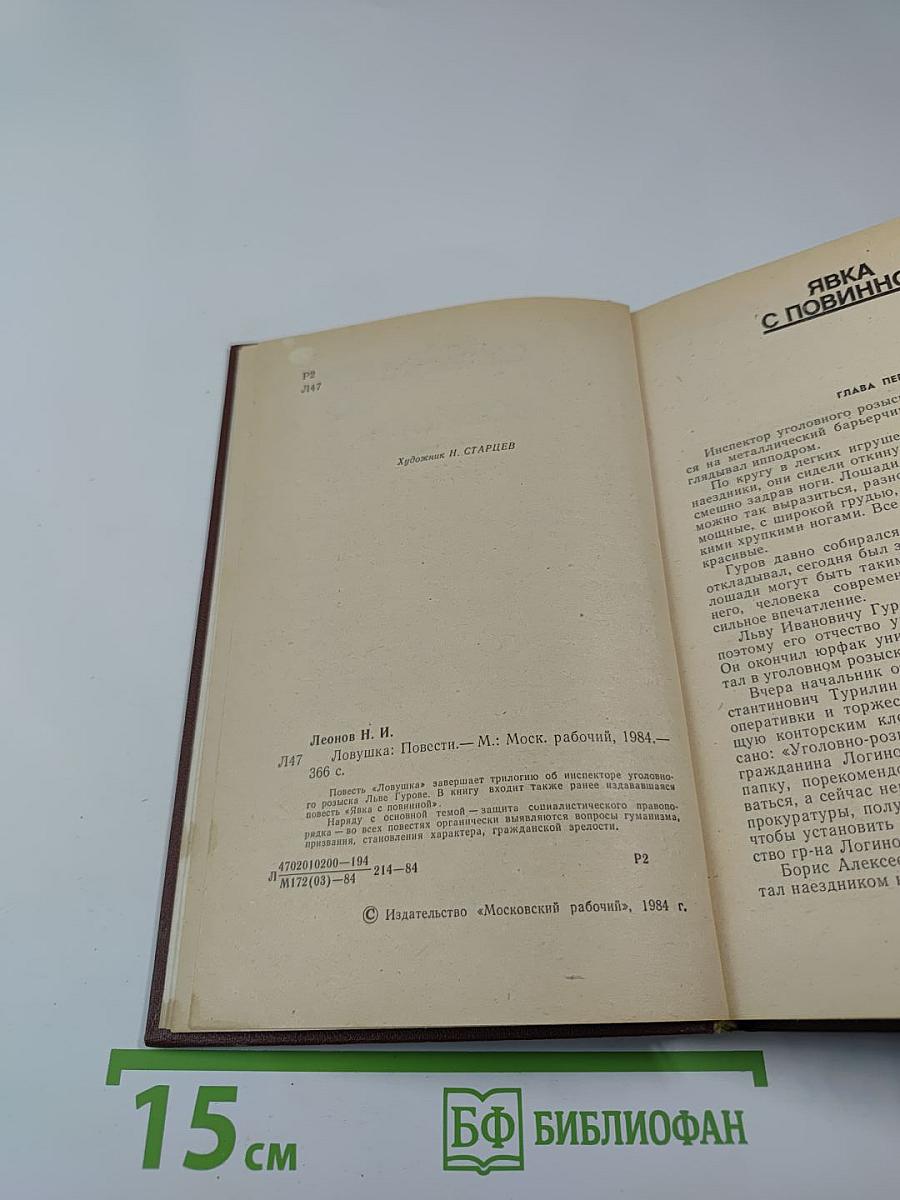 Р2
Л47
Художник Н. СТАРЦЕВ
Леонов Н. И.
Л47 Ловушка: Повести.— М.: Моск. рабочий, 1984.—
366 с.
Повесть «Ловушка» завершает трилогию об инспекторе уголовно-
го розыска Льве Гурове. В книгу входит также ранее издававшаяся
повесть «Явка с повинной».
Наряду с основной темой — защита социалистического правопо-
рядка — во всех повестях органически выявляются вопросы гуманизма,
призвания, становления характера, гражданской зрелости.
Л 4702010200—194 214—84 Р2
М172(03)—84
© Издательство «Московский рабочий», 1984 г.
ЯВКА
С ПОВИННО
ГЛАВА ПЕР
Инспектор уголовного розыс
ся на металлический барьерчи
глядывал ипподром.
По кругу в легких игруше
наездники, они сидели откину
смешно задрав ноги. Лошади
можно так выразиться, разно
мощные, с широкой грудью,
кими хрупкими ногами. Все
красивые.
Гуров давно собирался
откладывал, сегодня был з
лошади могут быть таким
него, человека современ
сильное впечатление.
Льву Ивановичу Гур
поэтому его отчество у
Он окончил юрфак уни
тал в уголовном розыск
Вчера начальник о
стантинович Турилин
оперативки и торжес
щую конторским кле
сано: «Уголовно-роз
гражданина Логино
папку, порекомендо
ваться, а сейчас не
прокуратуры, полу
чтобы установить
ство гр-на Логино
Борис Алексее
тал наездником н
15 см
БФ БИБЛИОФАН